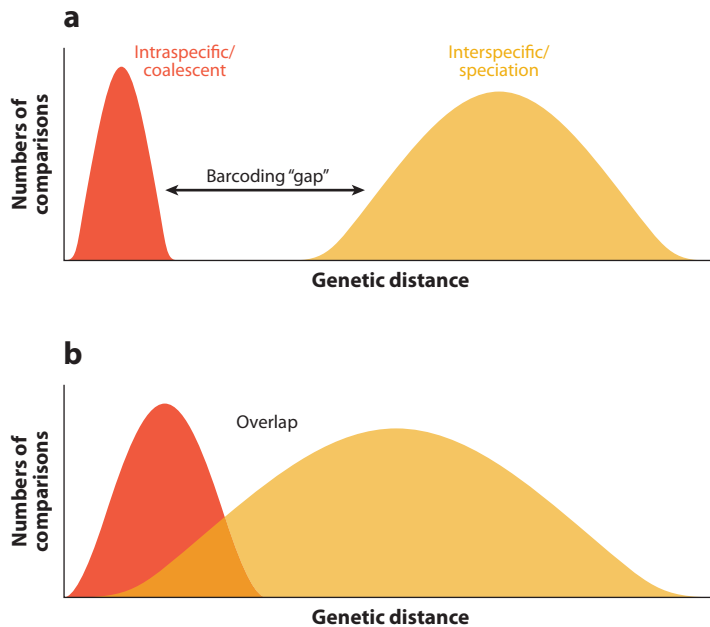 a
Intraspecific/
coalescent
Interspecific/
speciation
Numbers of
comparisons
Barcoding “gap”
Genetic distance
b
Overlap
Numbers of
comparisons
Genetic distance